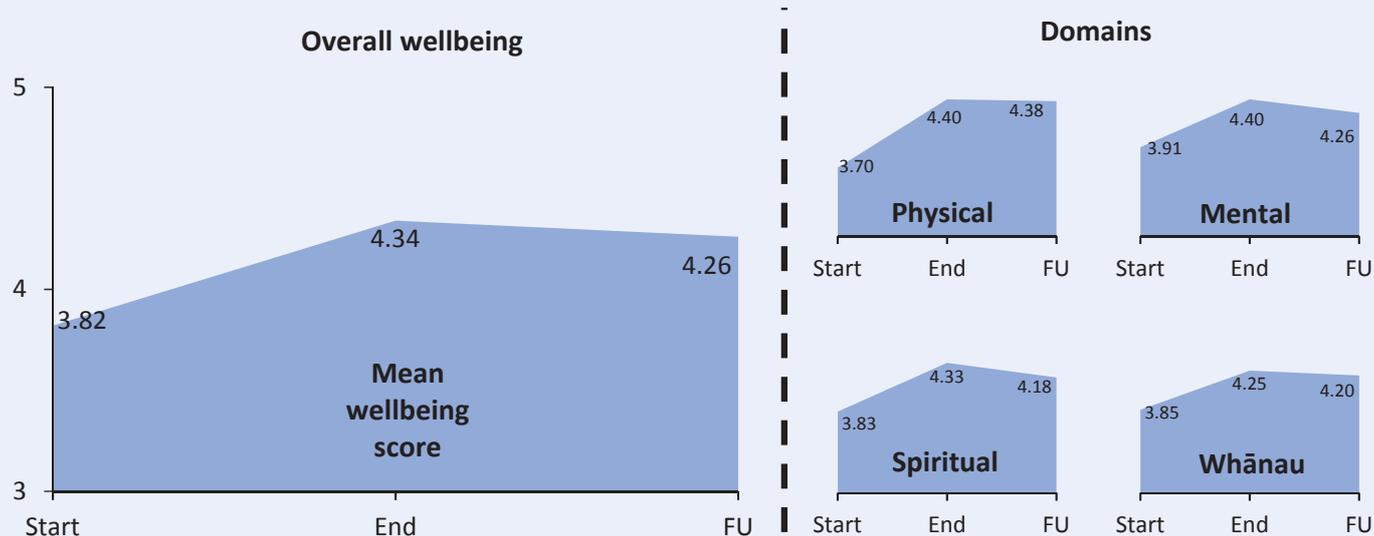 Overall wellbeing
5
4
3
3.82
4.34
4.26
Mean
wellbeing
score
Start End FU
Domains
3.70 4.40 4.38
Physical
Start End FU
3.91 4.40 4.26
Mental
Start End FU
3.83 4.33 4.18
Spiritual
Start End FU
3.85 4.25 4.20
Whānau
Start End FU